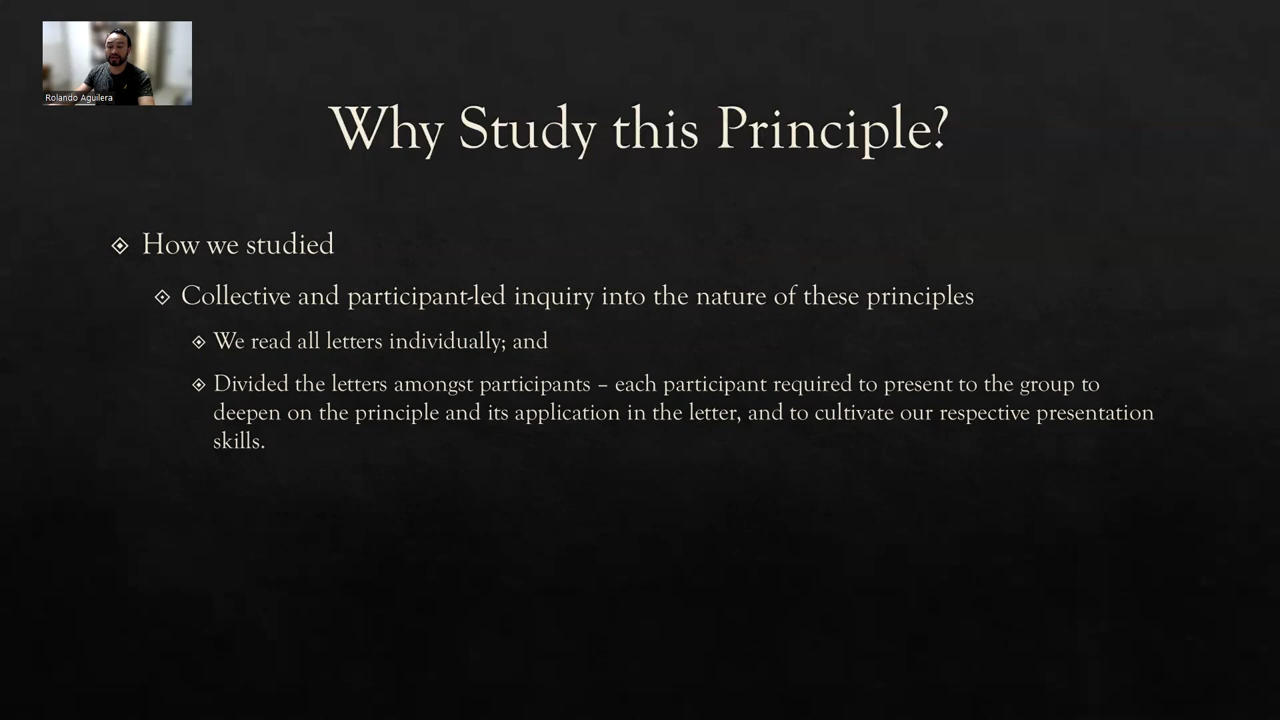 Rolando Aguilera
Why Study this Principle?
How we studied
Collective and participant-led inquiry into the nature of these principles
We read all letters individually; and
Divided the letters amongst participants – each participant required to present to the group to
deepen on the principle and its application in the letter, and to cultivate our respective presentation
skills.